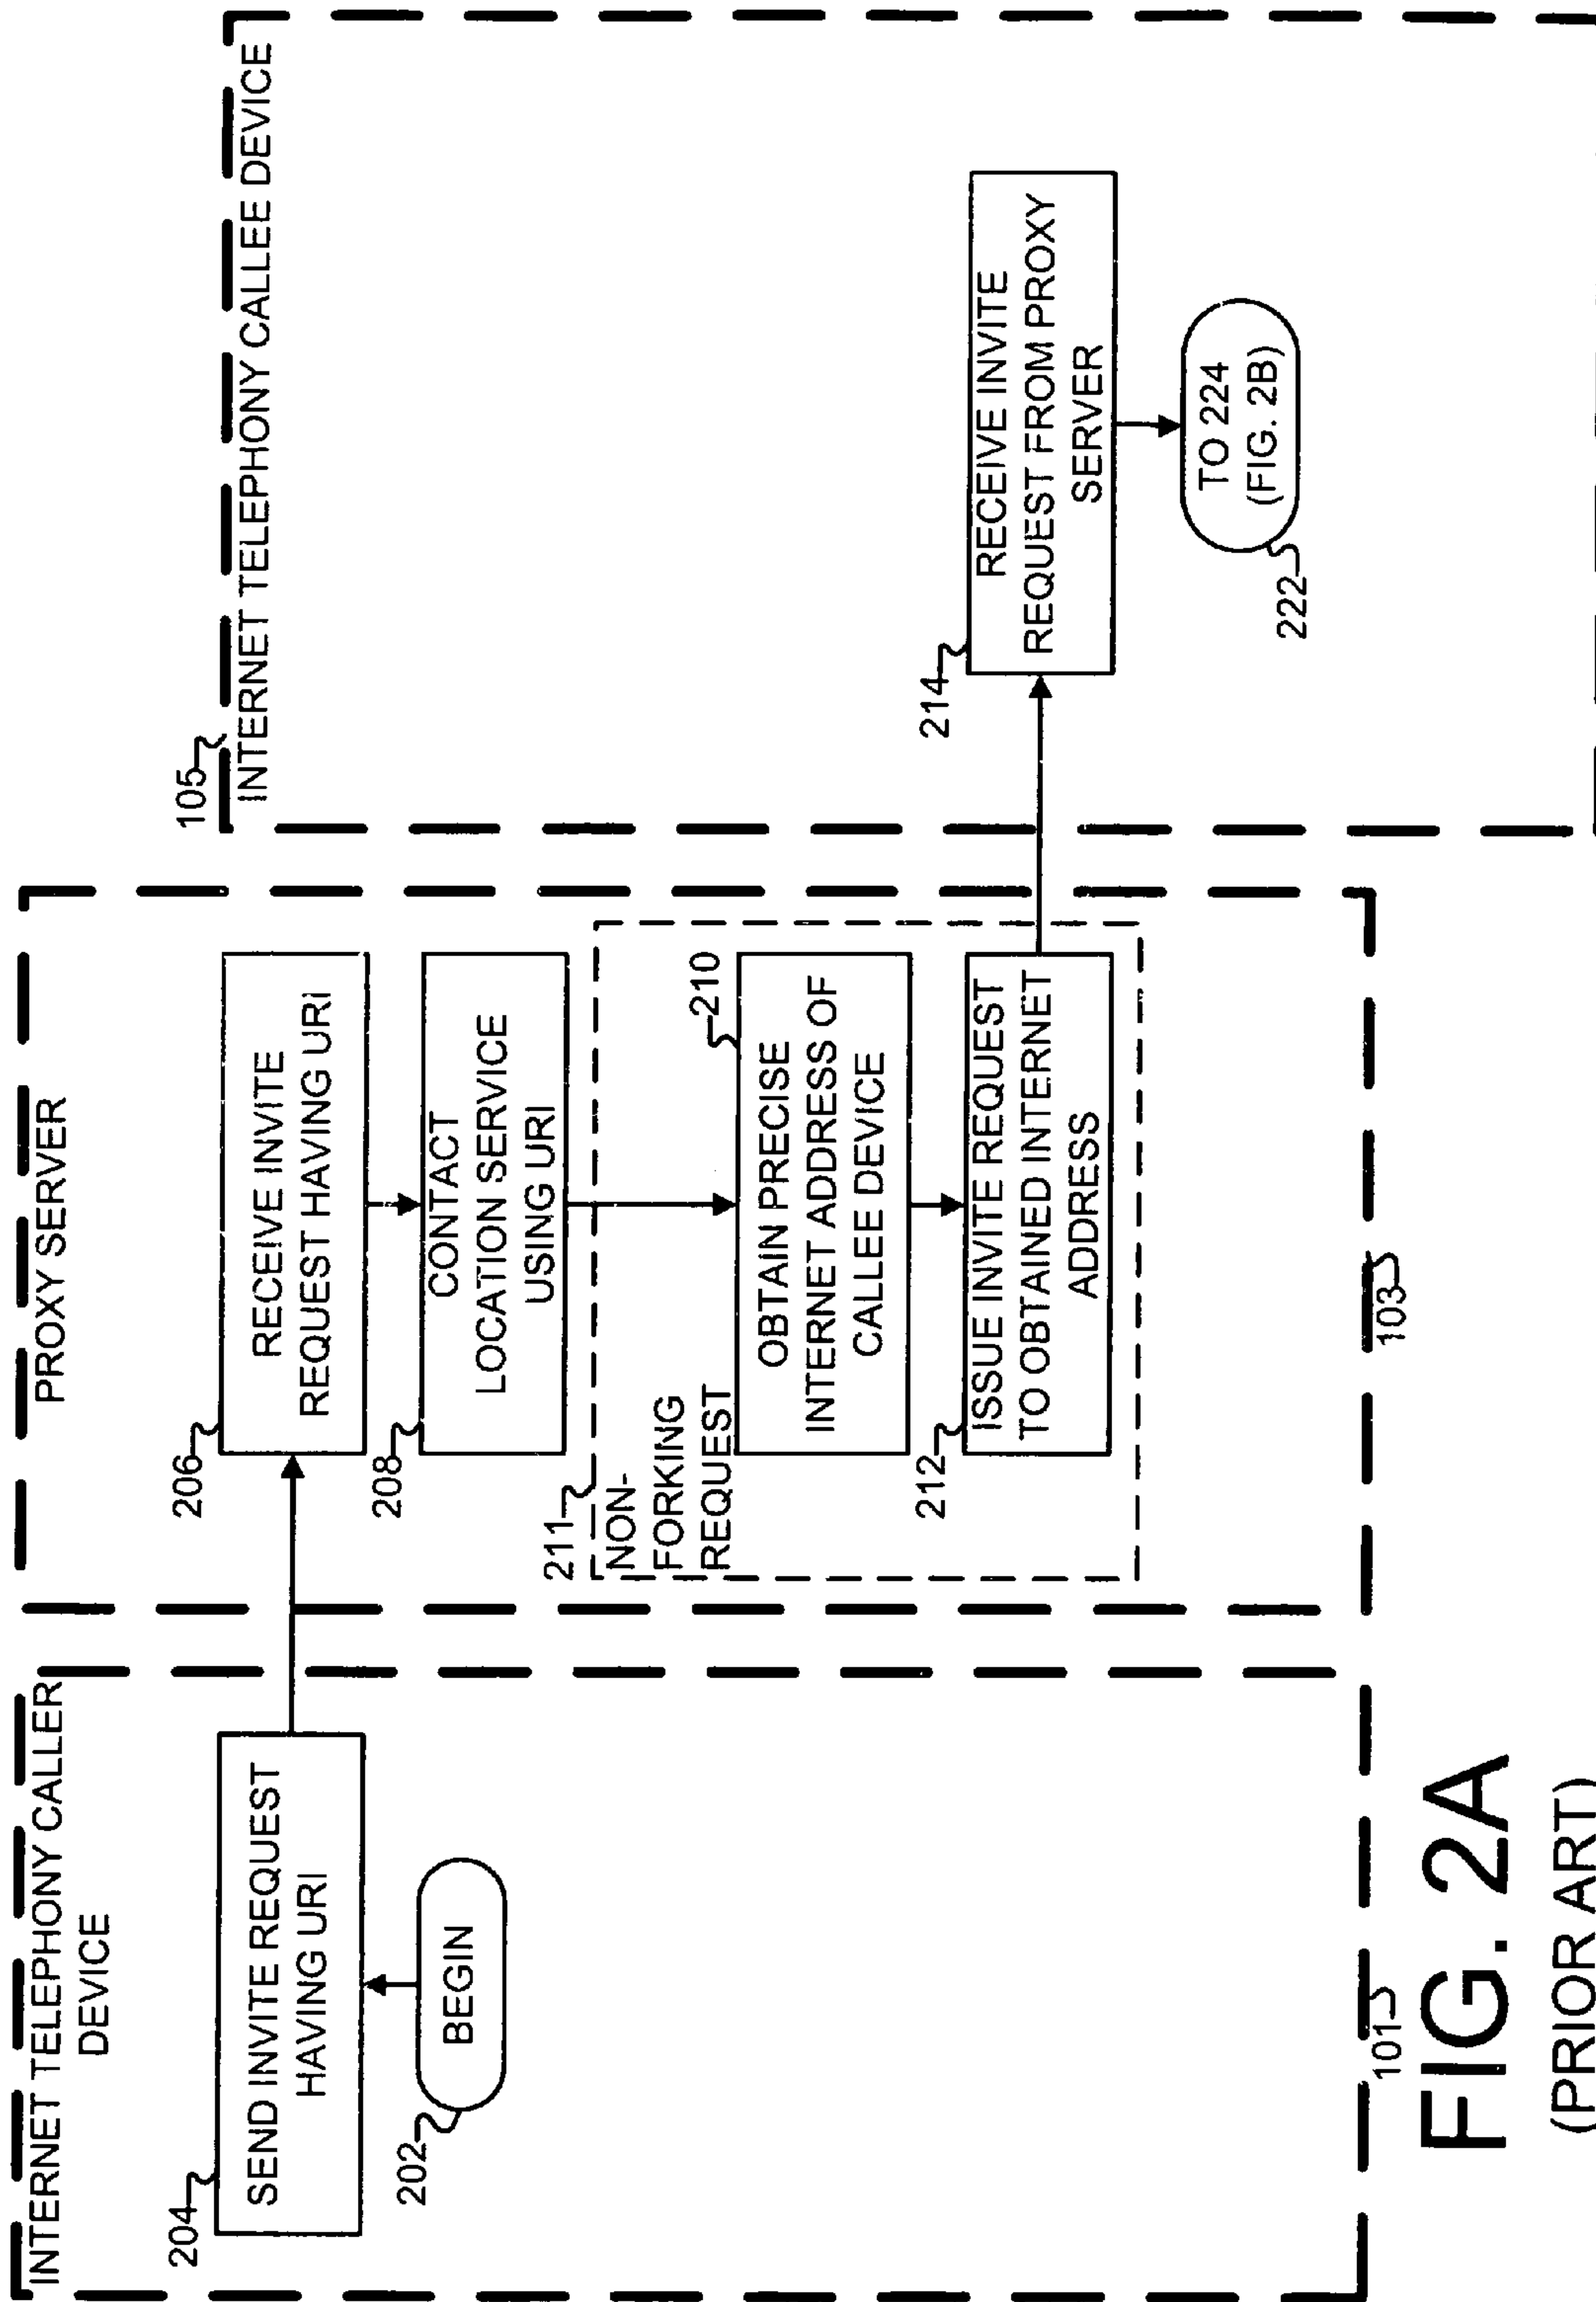 INTERNET TELEPHONY CALLER
DEVICE
204
SEND INVITE REQUEST
HAVING URI
202
BEGIN
101
PROXY SERVER
206
RECEIVE INVITE
REQUEST HAVING URI
208
CONTACT
LOCATION SERVICE
USING URI
211
NON-
FORKING
REQUEST
210
OBTAIN PRECISE
INTERNET ADDRESS OF
CALLEE DEVICE
212
ISSUE INVITE REQUEST
TO OBTAINED INTERNET
ADDRESS
103
105
INTERNET TELEPHONY CALLEE DEVICE
214
RECEIVE INVITE
REQUEST FROM PROXY
SERVER
TO 224
(FIG. 2B)
222
FIG. 2A
(PRIOR ART)